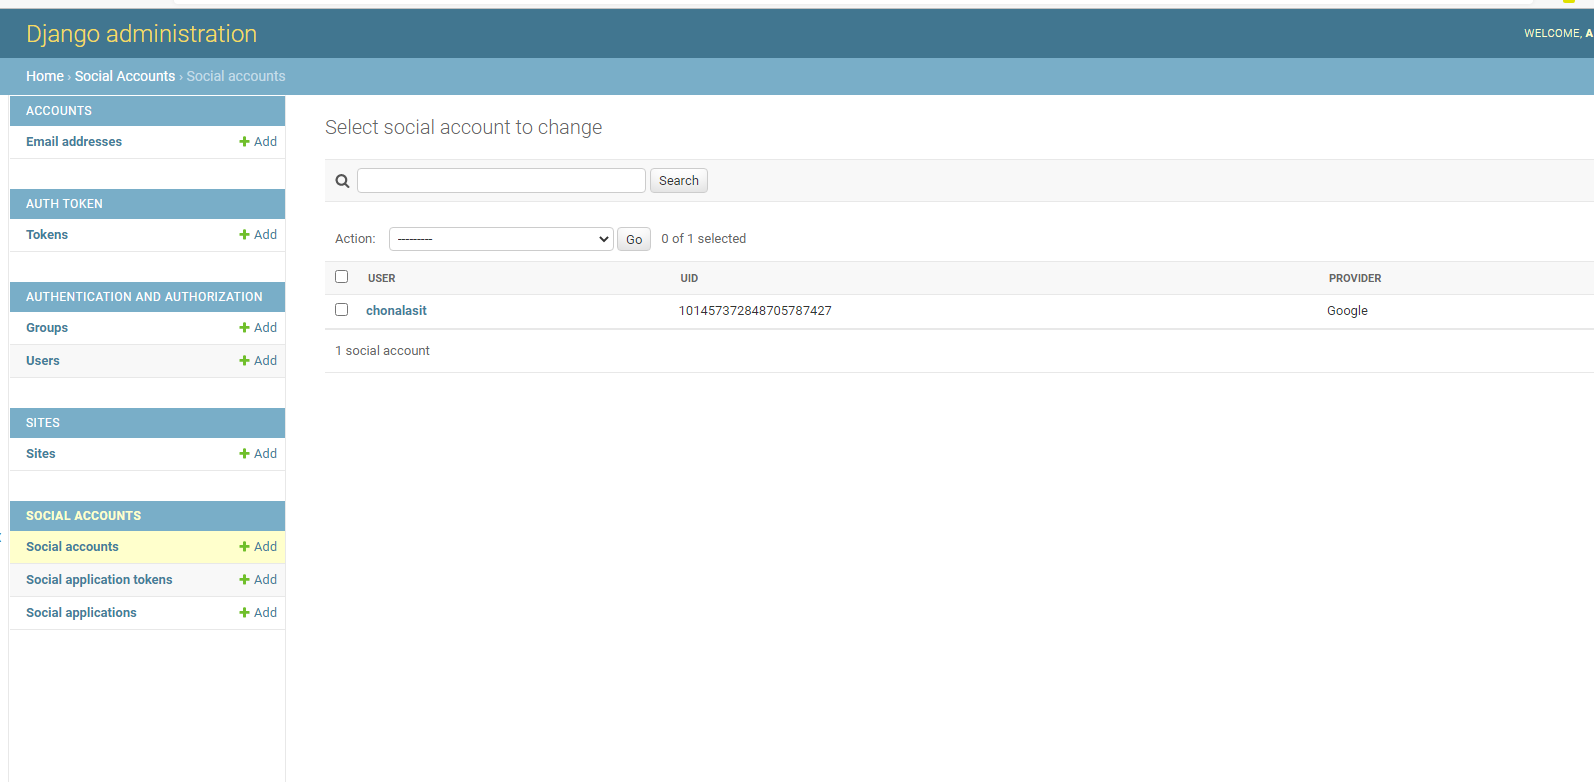 Django administration
WELCOME, A
Home › Social Accounts › Social accounts
ACCOUNTS
Email addresses + Add
AUTH TOKEN
Tokens + Add
AUTHENTICATION AND AUTHORIZATION
Groups + Add
Users + Add
SITES
Sites + Add
SOCIAL ACCOUNTS
Social accounts + Add
Social application tokens + Add
Social applications + Add
Select social account to change
Search
Action: --------- Go 0 of 1 selected
USER UID PROVIDER
chonalasit 101457372848705787427 Google
1 social account